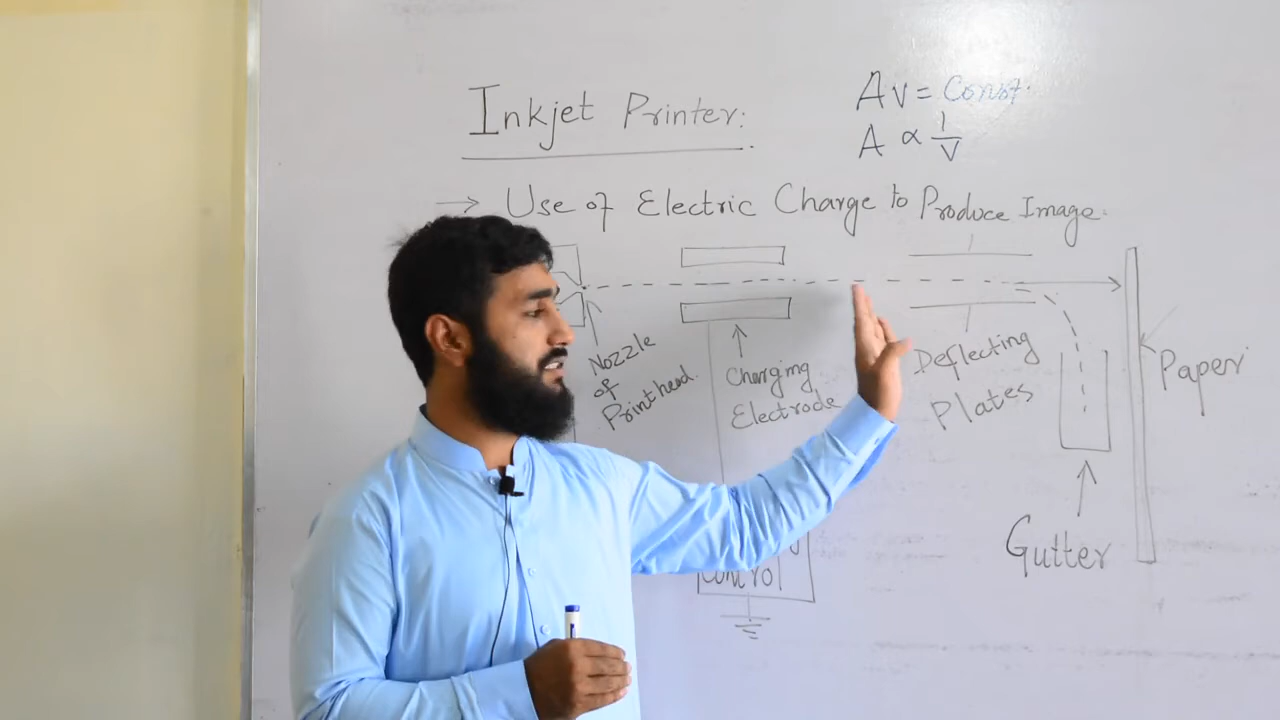 Inkjet Printer:
Av = Const.
A ∝ 1/v
→ Use of Electric Charge to Produce Image.
Nozzle
of
Printhead.
Charging
Electrode
Deflecting
Plates
Paper
Gutter
Control